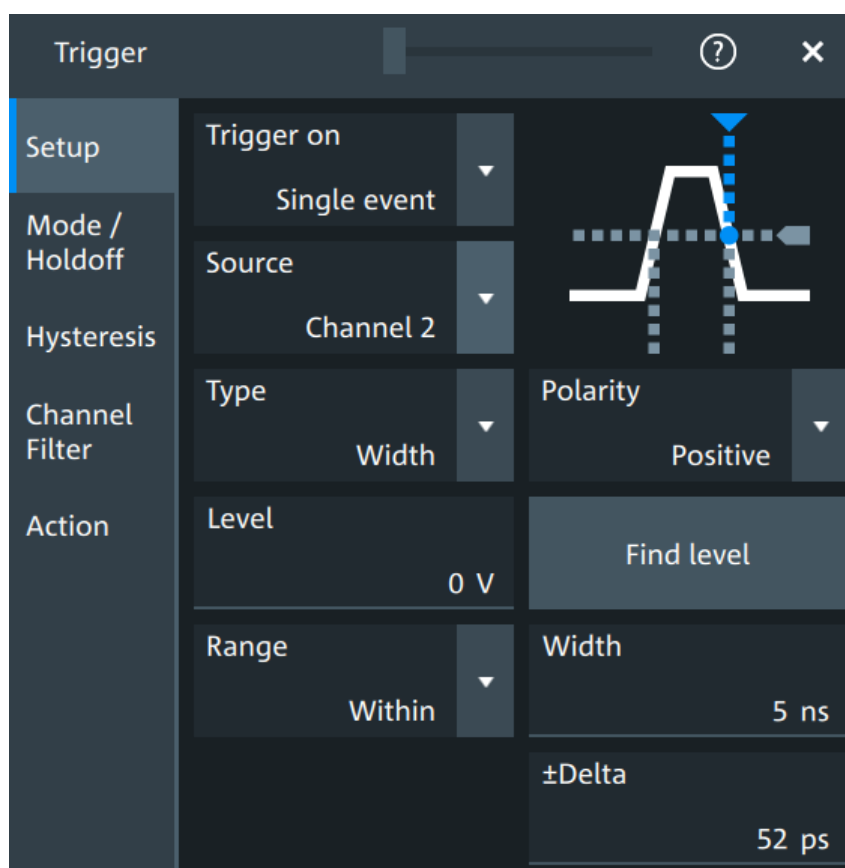 Trigger
?
Setup
Mode /
Holdoff
Hysteresis
Channel
Filter
Action
Trigger on
Single event
Source
Channel 2
Type
Width
Polarity
Positive
Level
0 V
Find level
Range
Within
Width
5 ns
±Delta
52 ps